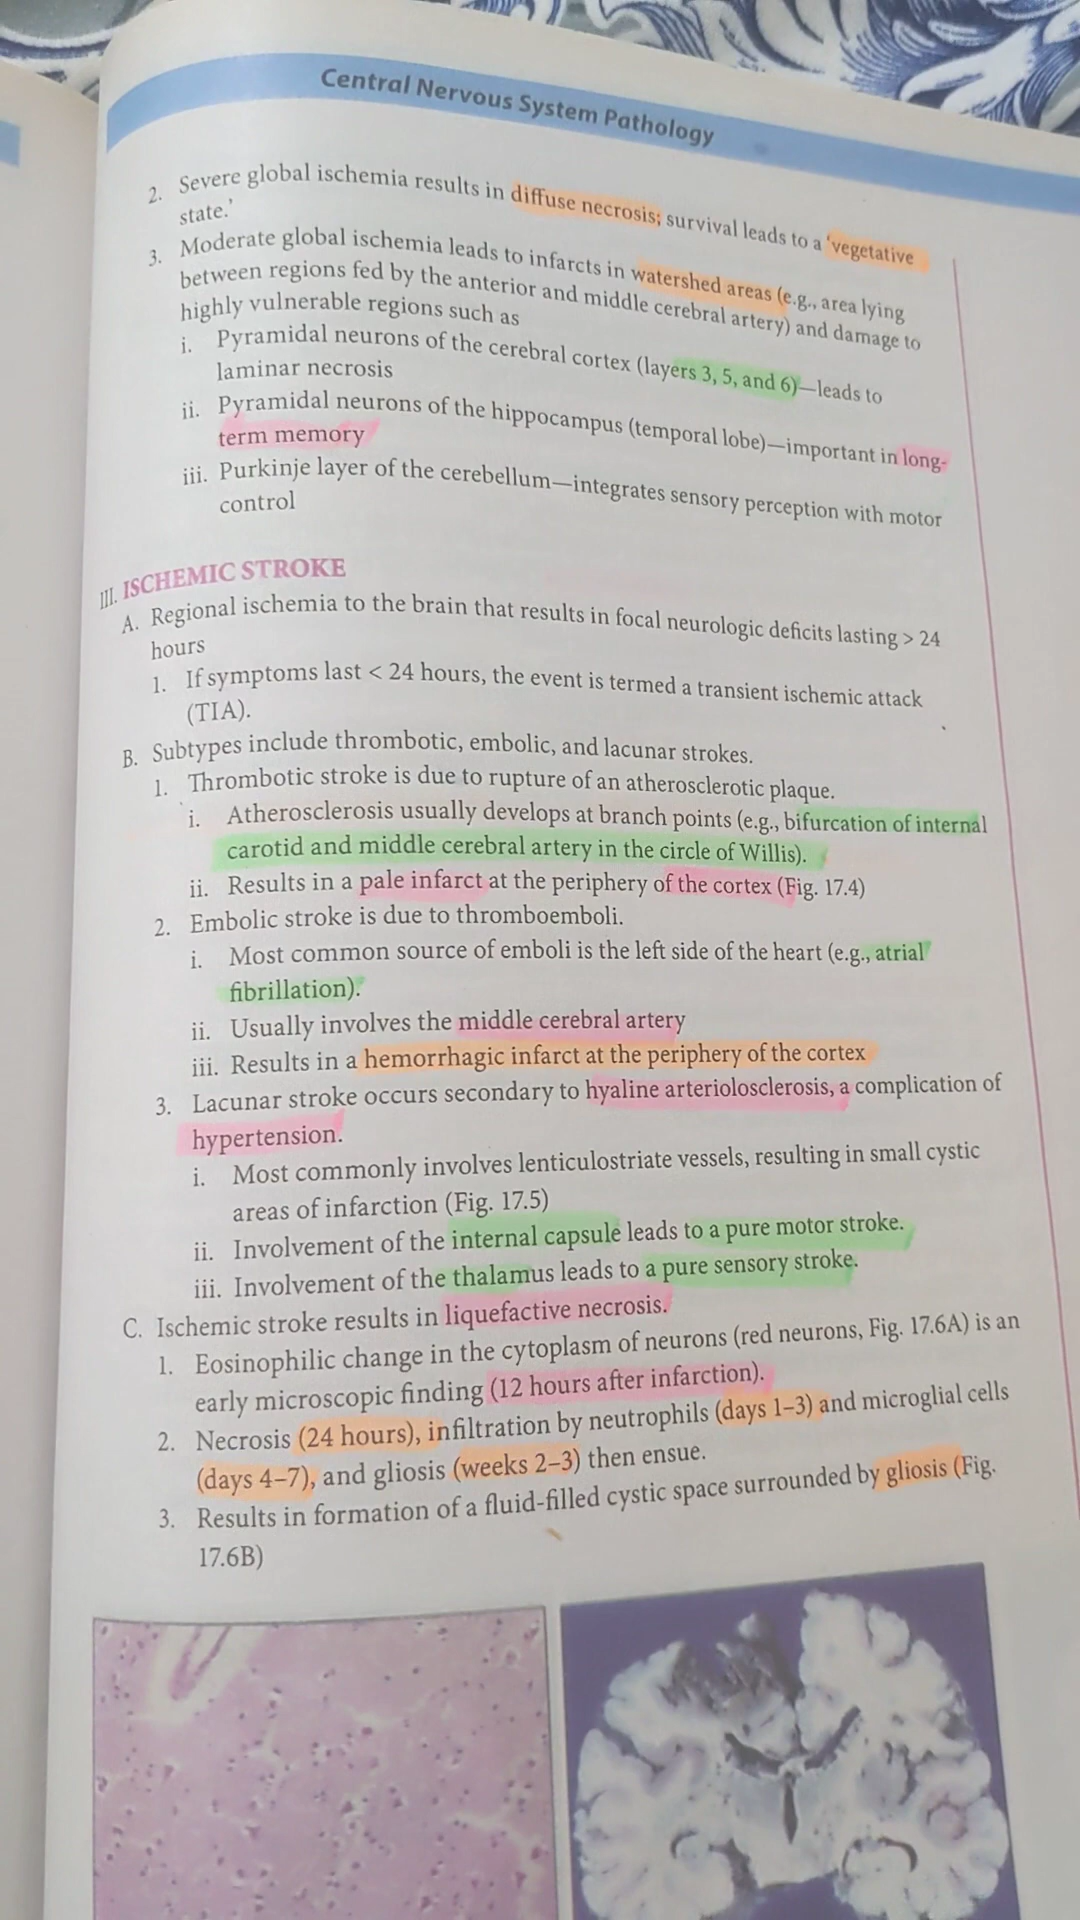 Central Nervous System Pathology
2. Severe global ischemia results in diffuse necrosis; survival leads to a 'vegetative
state.'
3. Moderate global ischemia leads to infarcts in watershed areas (e.g., area lying
between regions fed by the anterior and middle cerebral artery) and damage to
highly vulnerable regions such as
i. Pyramidal neurons of the cerebral cortex (layers 3, 5, and 6)—leads to
laminar necrosis
ii. Pyramidal neurons of the hippocampus (temporal lobe)—important in long-
term memory
iii. Purkinje layer of the cerebellum—integrates sensory perception with motor
control
III. ISCHEMIC STROKE
A. Regional ischemia to the brain that results in focal neurologic deficits lasting > 24
hours
1. If symptoms last < 24 hours, the event is termed a transient ischemic attack
(TIA).
B. Subtypes include thrombotic, embolic, and lacunar strokes.
1. Thrombotic stroke is due to rupture of an atherosclerotic plaque.
i. Atherosclerosis usually develops at branch points (e.g., bifurcation of internal
carotid and middle cerebral artery in the circle of Willis).
ii. Results in a pale infarct at the periphery of the cortex (Fig. 17.4)
2. Embolic stroke is due to thromboemboli.
i. Most common source of emboli is the left side of the heart (e.g., atrial
fibrillation).
ii. Usually involves the middle cerebral artery
iii. Results in a hemorrhagic infarct at the periphery of the cortex
3. Lacunar stroke occurs secondary to hyaline arteriolosclerosis, a complication of
hypertension.
i. Most commonly involves lenticulostriate vessels, resulting in small cystic
areas of infarction (Fig. 17.5)
ii. Involvement of the internal capsule leads to a pure motor stroke.
iii. Involvement of the thalamus leads to a pure sensory stroke.
C. Ischemic stroke results in liquefactive necrosis.
1. Eosinophilic change in the cytoplasm of neurons (red neurons, Fig. 17.6A) is an
early microscopic finding (12 hours after infarction).
2. Necrosis (24 hours), infiltration by neutrophils (days 1–3) and microglial cells
(days 4–7), and gliosis (weeks 2–3) then ensue.
3. Results in formation of a fluid-filled cystic space surrounded by gliosis (Fig.
17.6B)